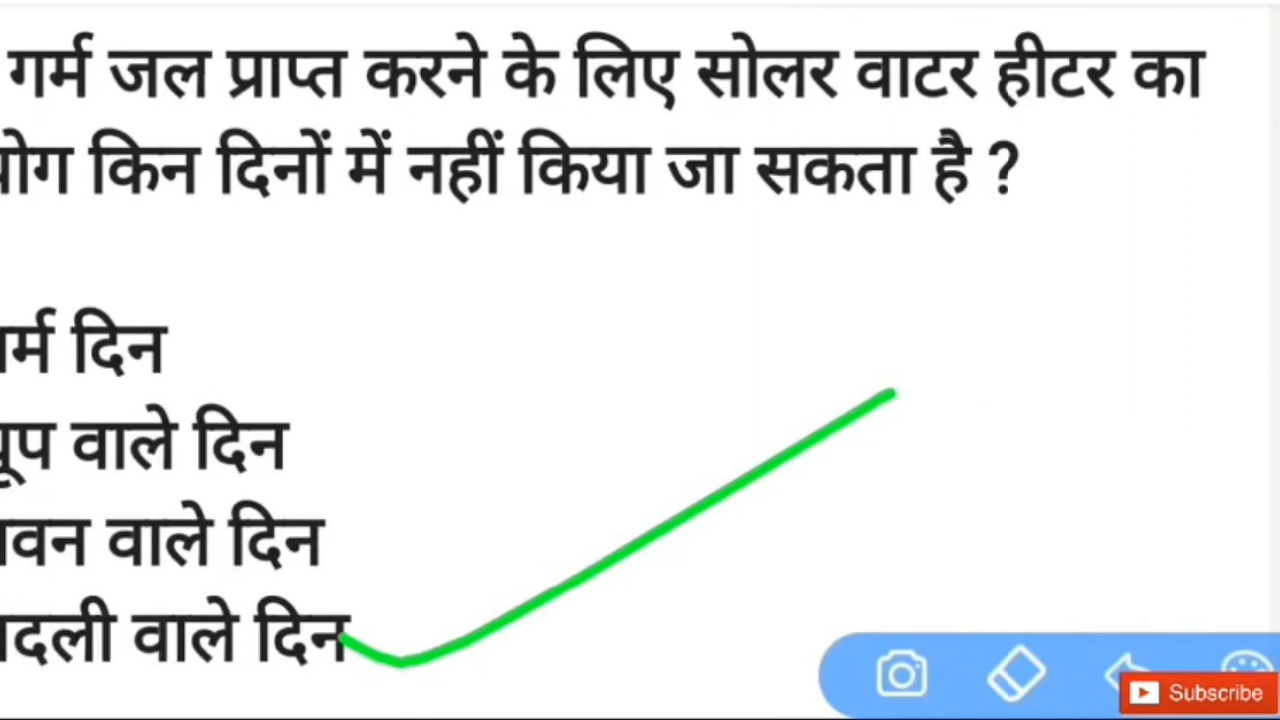 गर्म जल प्राप्त करने के लिए सोलर वाटर हीटर का
किन दिनों में नहीं किया जा सकता है ?
दिन
वाले दिन
वाले दिन
वाले दिन
Subscribe